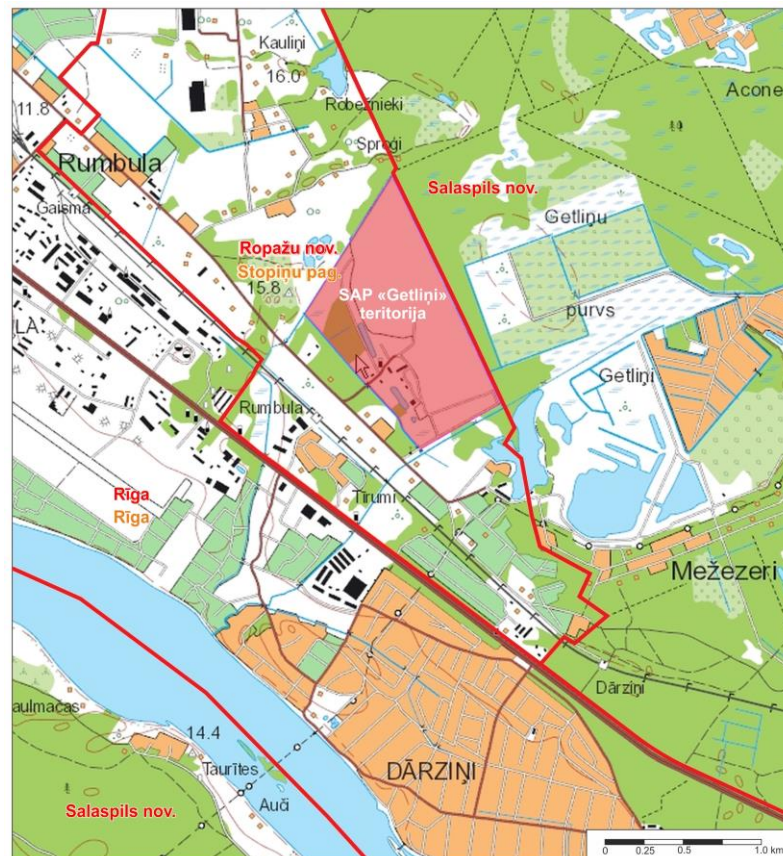 Kauliņi
16.0
Acone
Robežnieki
11.8
Sproģi
Rumbula
Salaspils nov.
Gaisma
Getliņu
Ropažu nov.
Stopiņu pag.
15.8
SAP «Getliņi»
teritorija
purvs
Getliņi
Rumbula
Rīga
Rīga
Tīrumi
Mežezeri
Dārziņi
14.4
Taurītes
DĀRZIŅI
Auči
Salaspils nov.
0 0.25 0.5 1.0 km